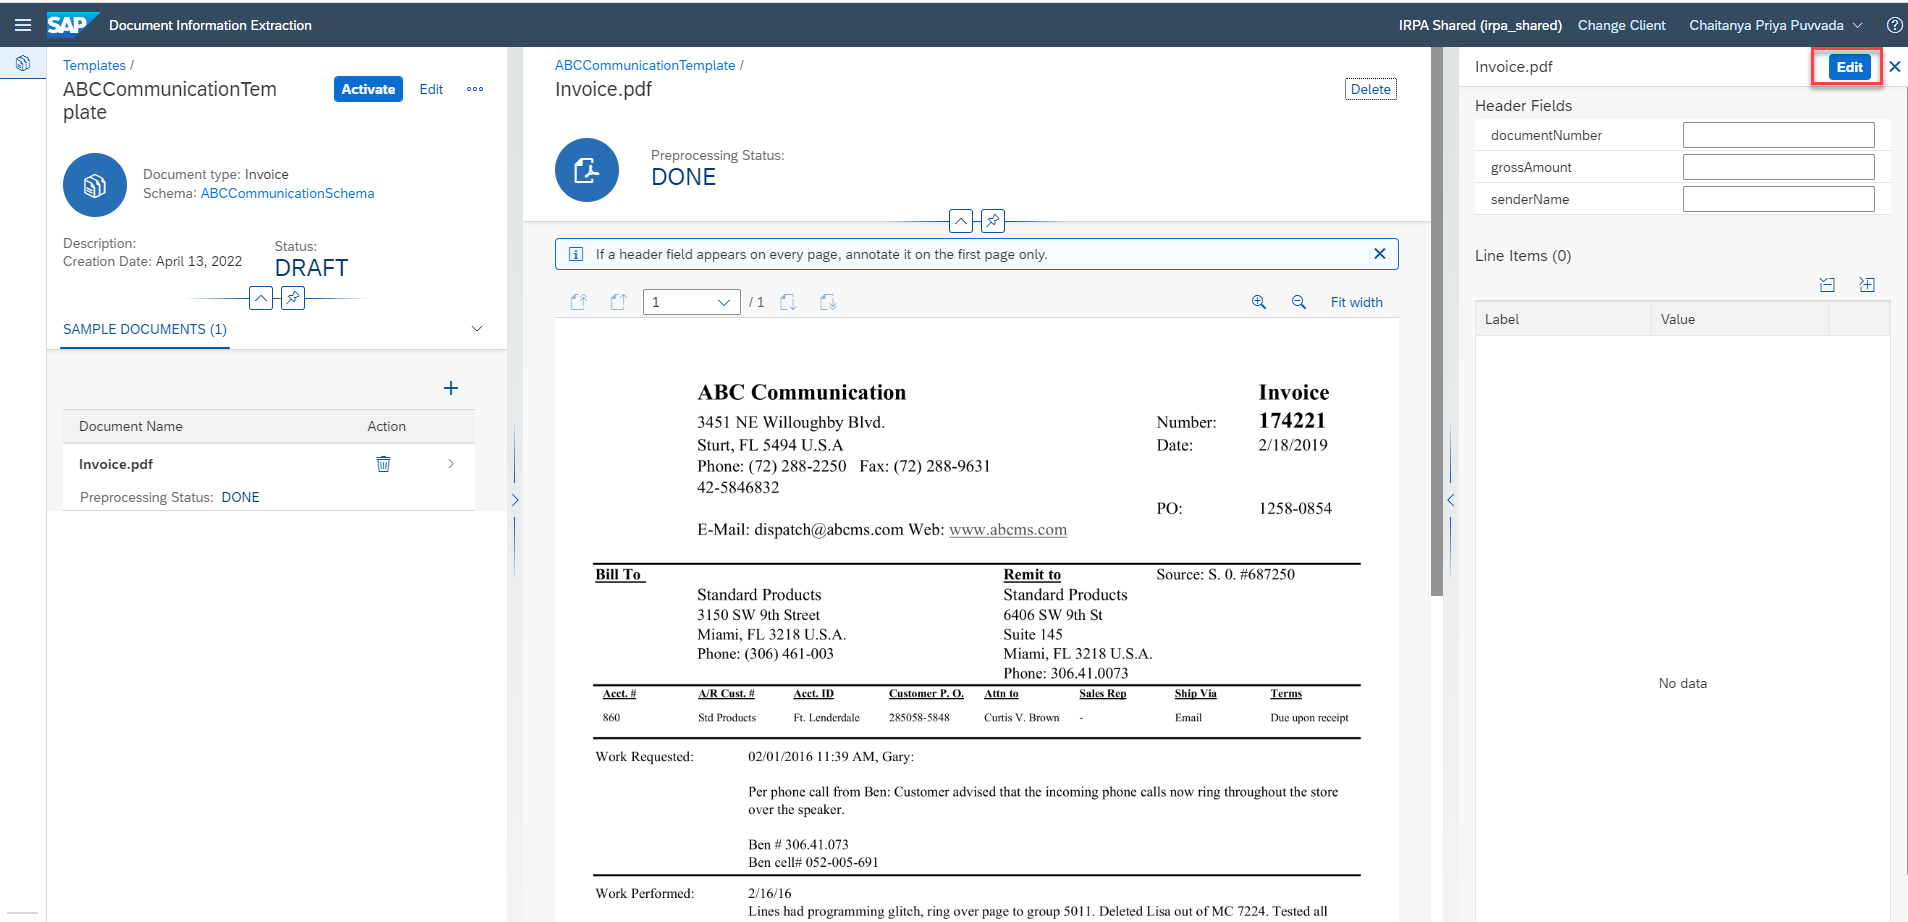 SAP Document Information Extraction
IRPA Shared (irpa_shared) Change Client Chaitanya Priya Puvvada
Templates /
ABCCommunicationTem
plate
Activate Edit
Document type: Invoice
Schema: ABCCommunicationSchema
Description:
Creation Date: April 13, 2022
Status:
DRAFT
SAMPLE DOCUMENTS (1)
Document Name Action
Invoice.pdf
Preprocessing Status: DONE
ABCCommunicationTemplate /
Invoice.pdf
Delete
Preprocessing Status:
DONE
If a header field appears on every page, annotate it on the first page only.
1 / 1 Fit width
ABC Communication Invoice
3451 NE Willoughby Blvd. Number: 174221
Sturt, FL 5494 U.S.A Date: 2/18/2019
Phone: (72) 288-2250 Fax: (72) 288-9631
42-5846832
PO: 1258-0854
E-Mail: dispatch@abcms.com Web: www.abcms.com
Bill To Remit to Source: S. 0. #687250
Standard Products Standard Products
3150 SW 9th Street 6406 SW 9th St
Miami, FL 3218 U.S.A. Suite 145
Phone: (306) 461-003 Miami, FL 3218 U.S.A.
Phone: 306.41.0073
Acct. # A/R Cust. # Acct. ID Customer P. O. Attn to Sales Rep Ship Via Terms
860 Std Products Ft. Lenderdale 285058-5848 Curtis V. Brown - Email Due upon receipt
Work Requested: 02/01/2016 11:39 AM, Gary:
Per phone call from Ben: Customer advised that the incoming phone calls now ring throughout the store
over the speaker.
Ben # 306.41.073
Ben cell# 052-005-691
Work Performed: 2/16/16
Lines had programming glitch, ring over page to group 5011. Deleted Lisa out of MC 7224. Tested all
Invoice.pdf Edit
Header Fields
documentNumber
grossAmount
senderName
Line Items (0)
Label Value
No data